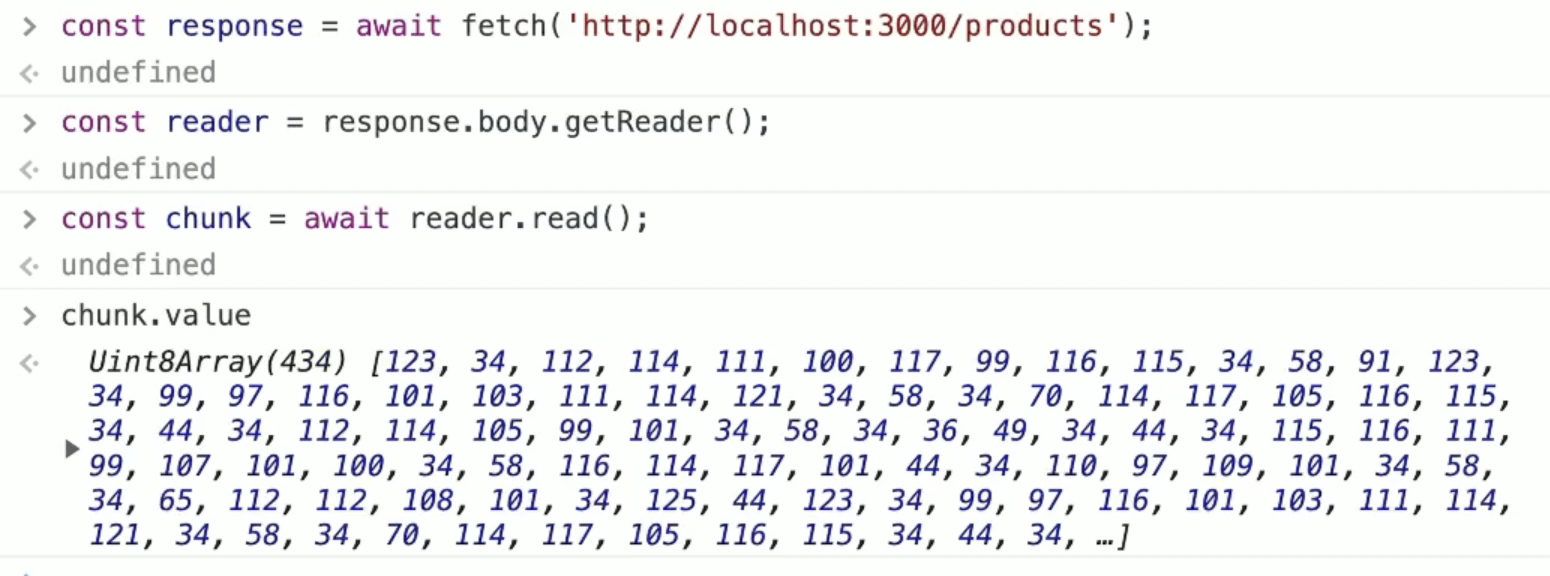 > const response = await fetch('http://localhost:3000/products');
<· undefined
> const reader = response.body.getReader();
<· undefined
> const chunk = await reader.read();
<· undefined
> chunk.value
<· Uint8Array(434) [123, 34, 112, 114, 111, 100, 117, 99, 116, 115, 34, 58, 91, 123,
34, 99, 97, 116, 101, 103, 111, 114, 121, 34, 58, 34, 70, 114, 117, 105, 116, 115,
34, 44, 34, 112, 114, 105, 99, 101, 34, 58, 34, 36, 49, 34, 44, 34, 115, 116, 111,
99, 107, 101, 100, 34, 58, 116, 114, 117, 101, 44, 34, 110, 97, 109, 101, 34, 58,
34, 65, 112, 112, 108, 101, 34, 125, 44, 123, 34, 99, 97, 116, 101, 103, 111, 114,
121, 34, 58, 34, 70, 114, 117, 105, 116, 115, 34, 44, 34, …]